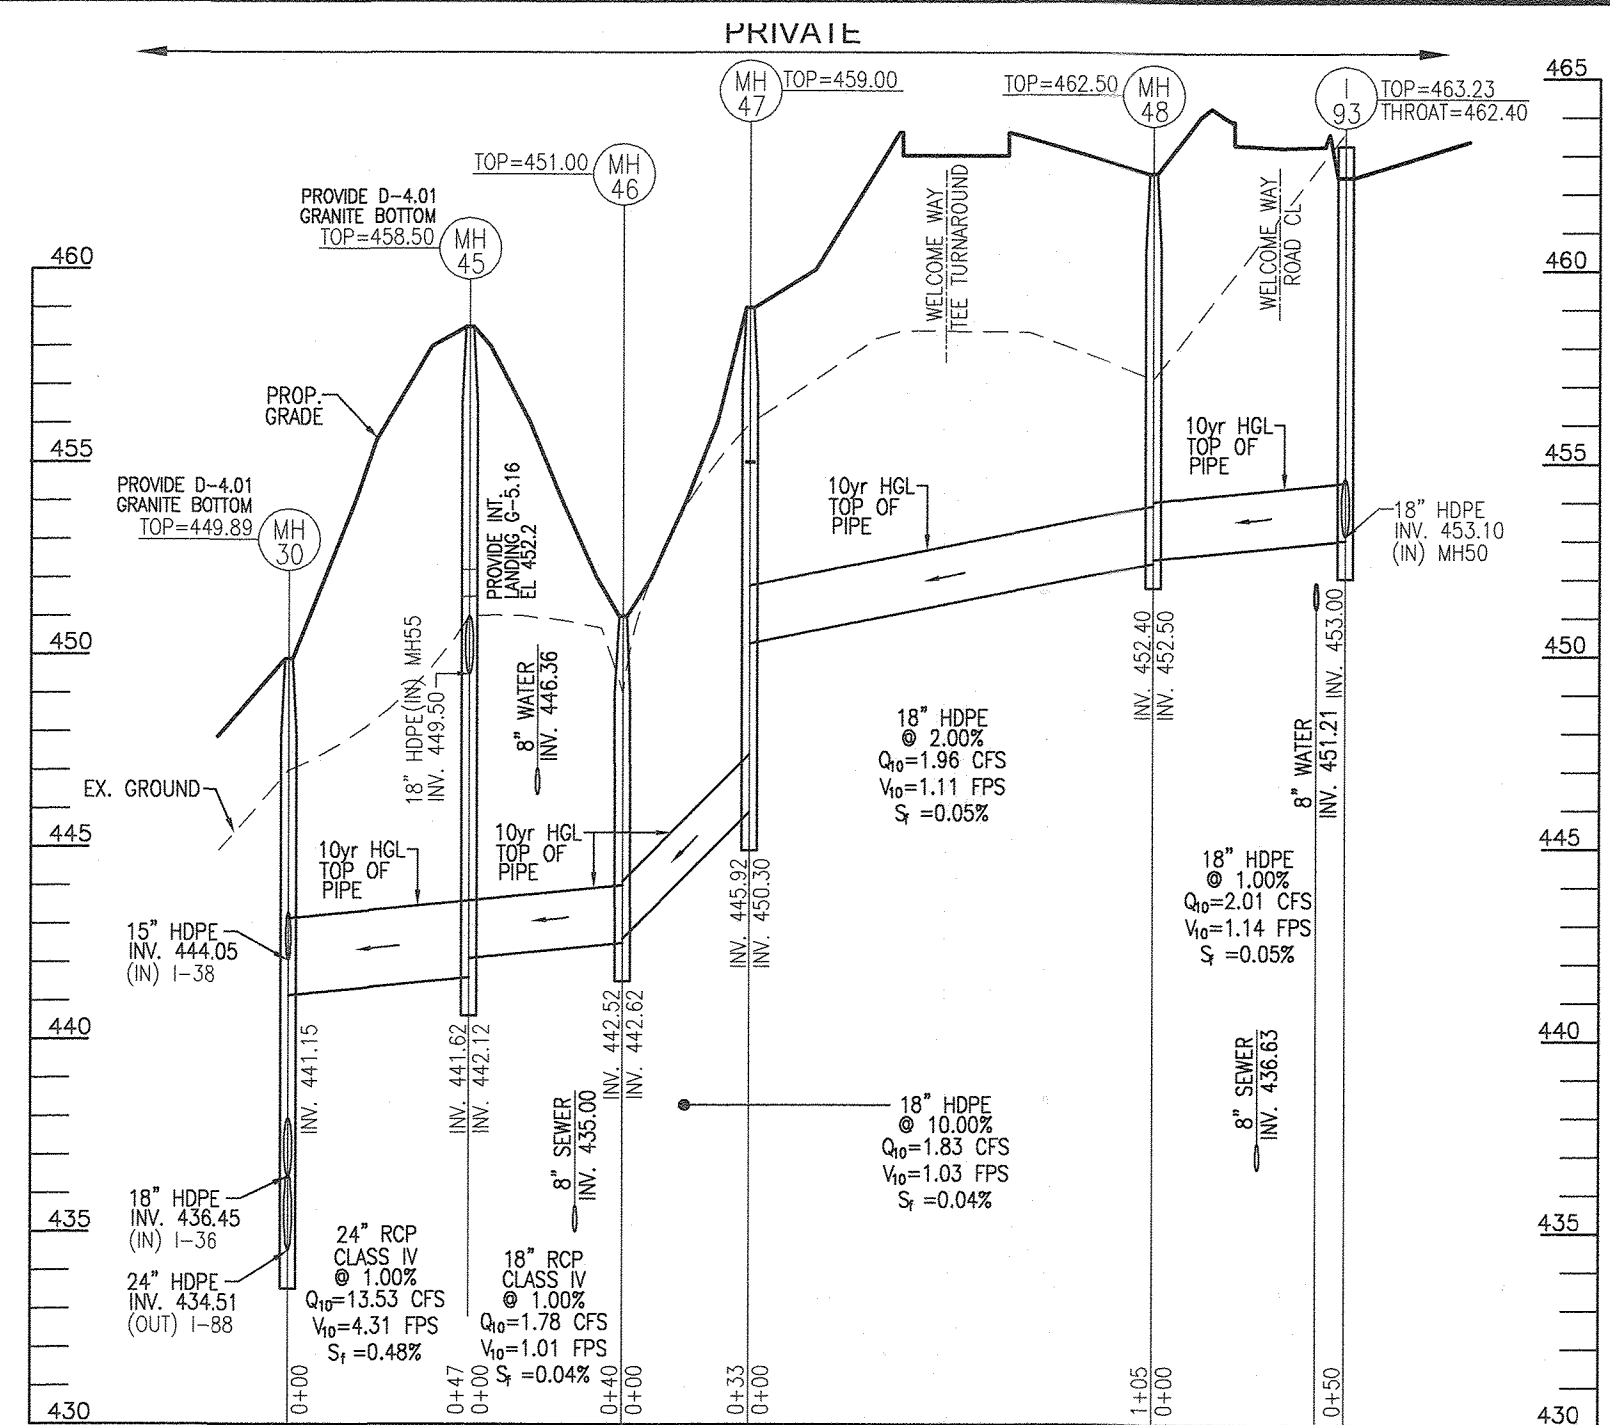 PRIVATE
MH
47
TOP=459.00
TOP=462.50
MH
48
I
93
TOP=463.23
THROAT=462.40
465
TOP=451.00
MH
46
PROVIDE D-4.01
GRANITE BOTTOM
TOP=458.50
MH
45
460
460
WELCOME WAY
TEE TURNAROUND
WELCOME WAY
ROAD CL
PROP.
GRADE
455
455
PROVIDE D-4.01
GRANITE BOTTOM
TOP=449.89
MH
30
PROVIDE INT.
LANDING G-5.16
EL 452.2
10yr HGL
TOP OF
PIPE
10yr HGL
TOP OF
PIPE
18" HDPE
INV. 453.10
(IN) MH50
450
450
18" HDPE(IN) MH55
INV. 449.50
8" WATER
INV. 446.36
INV. 452.40
INV. 452.50
8" WATER
INV. 451.21
INV. 453.00
EX. GROUND
18" HDPE
@ 2.00%
Q10=1.96 CFS
V10=1.11 FPS
Sf =0.05%
445
445
10yr HGL
TOP OF
PIPE
10yr HGL
TOP OF
PIPE
INV. 445.92
INV. 450.30
18" HDPE
@ 1.00%
Q10=2.01 CFS
V10=1.14 FPS
Sf =0.05%
15" HDPE
INV. 444.05
(IN) I-38
440
440
INV. 441.15
INV. 441.62
INV. 442.12
INV. 442.52
INV. 442.62
8" SEWER
INV. 435.00
8" SEWER
INV. 436.63
18" HDPE
@ 10.00%
Q10=1.83 CFS
V10=1.03 FPS
Sf =0.04%
18" HDPE
INV. 436.45
(IN) I-36
435
435
24" HDPE
INV. 434.51
(OUT) I-88
24" RCP
CLASS IV
@ 1.00%
Q10=13.53 CFS
V10=4.31 FPS
Sf =0.48%
18" RCP
CLASS IV
@ 1.00%
Q10=1.78 CFS
V10=1.01 FPS
Sf =0.04%
430
0+00
0+47
0+00
0+40
0+00
0+33
0+00
1+05
0+00
0+50
430